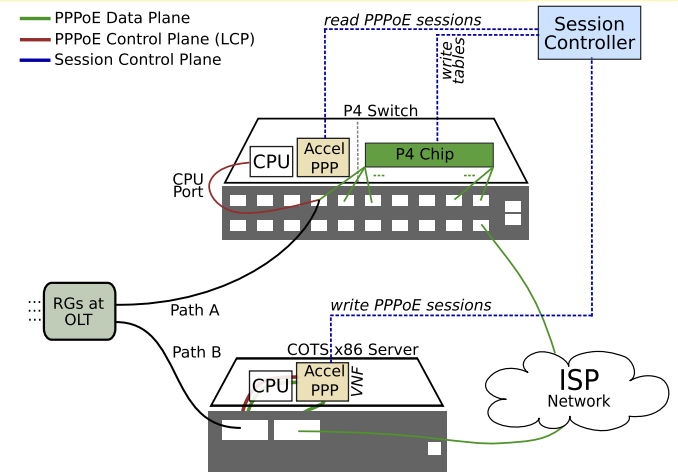 PPPoE Data Plane
PPPoE Control Plane (LCP)
Session Control Plane
read PPPoE sessions
Session
Controller
write
tables
P4 Switch
CPU
Accel
PPP
P4 Chip
CPU
Port
RGs at
OLT
Path A
write PPPoE sessions
Path B
COTS x86 Server
CPU
Accel
PPP
VNF
ISP
Network